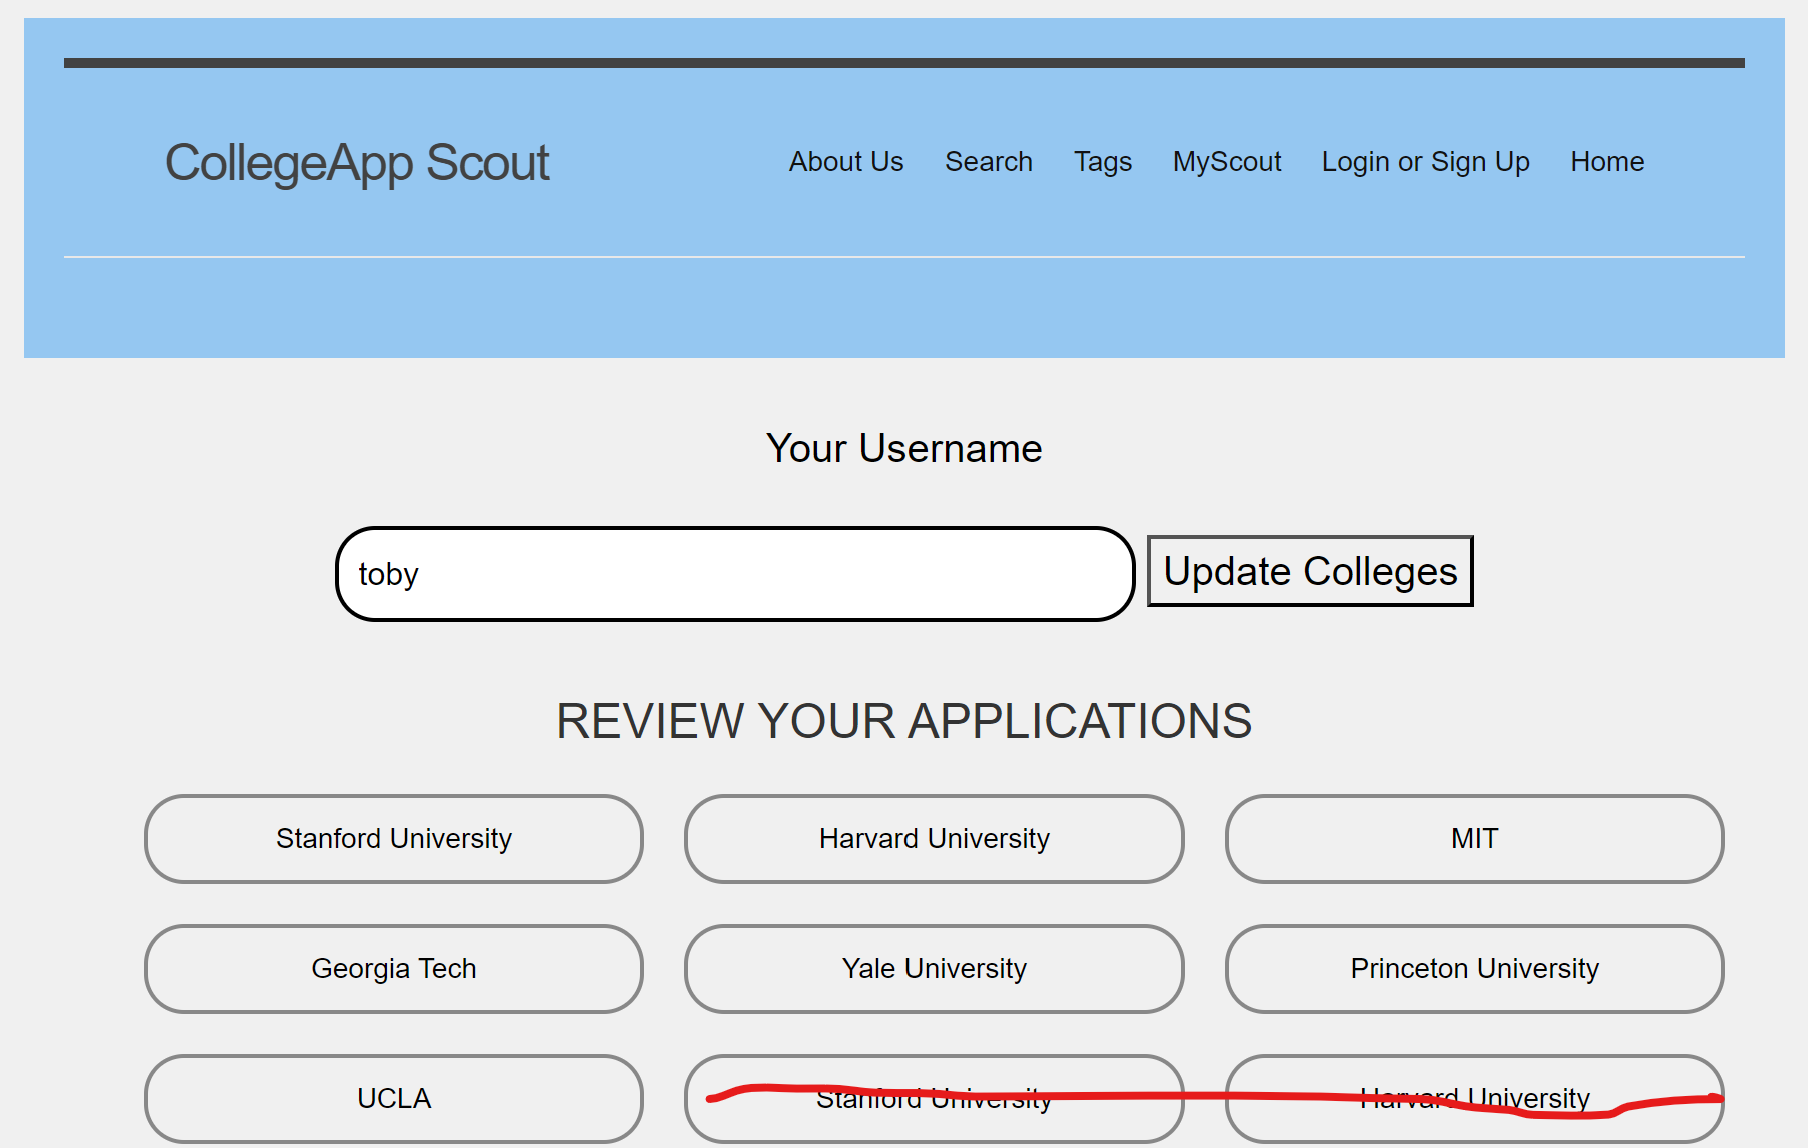 CollegeApp Scout About Us Search Tags MyScout Login or Sign Up Home
Your Username
toby Update Colleges
REVIEW YOUR APPLICATIONS
Stanford University Harvard University MIT
Georgia Tech Yale University Princeton University
UCLA Stanford University Harvard University